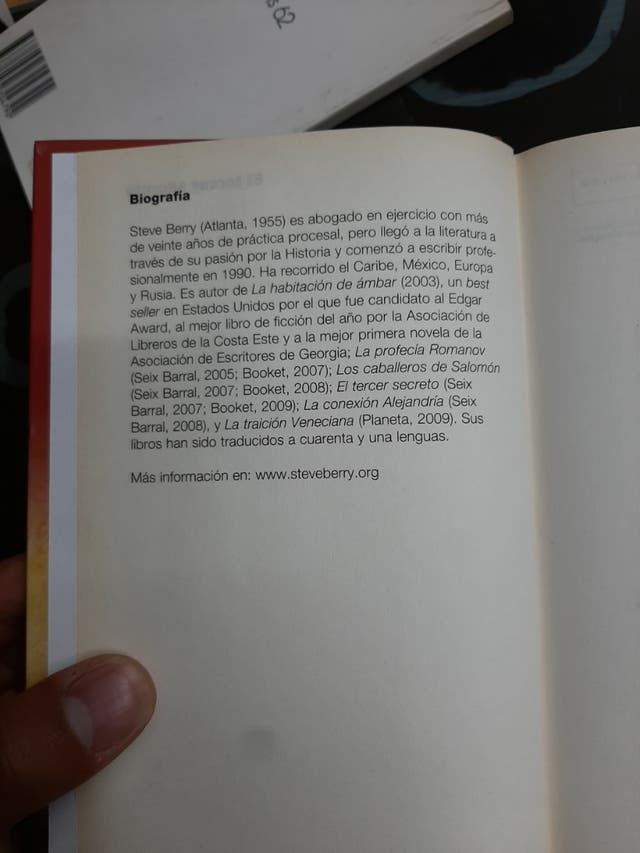 Biografía
Steve Berry (Atlanta, 1955) es abogado en ejercicio con más
de veinte años de práctica procesal, pero llegó a la literatura a
través de su pasión por la Historia y comenzó a escribir profe-
sionalmente en 1990. Ha recorrido el Caribe, México, Europa
y Rusia. Es autor de La habitación de ámbar (2003), un best
seller en Estados Unidos por el que fue candidato al Edgar
Award, al mejor libro de ficción del año por la Asociación de
Libreros de la Costa Este y a la mejor primera novela de la
Asociación de Escritores de Georgia; La profecía Romanov
(Seix Barral, 2005; Booket, 2007); Los caballeros de Salomón
(Seix Barral, 2007; Booket, 2008); El tercer secreto (Seix
Barral, 2007; Booket, 2009); La conexión Alejandría (Seix
Barral, 2008), y La traición Veneciana (Planeta, 2009). Sus
libros han sido traducidos a cuarenta y una lenguas.
Más información en: www.steveberry.org